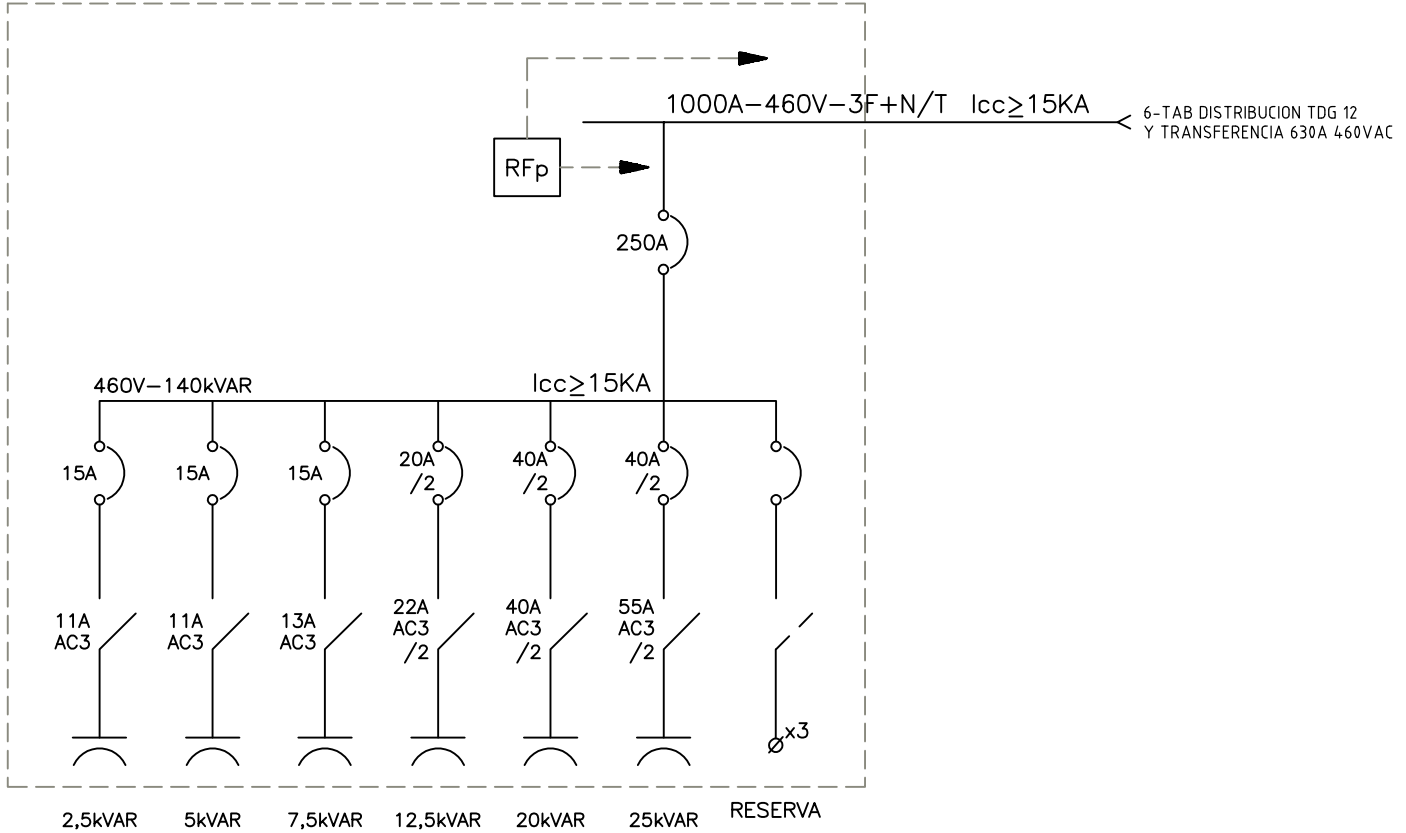 1000A-460V-3F+N/T Icc≥15KA
6-TAB DISTRIBUCION TDG 12
Y TRANSFERENCIA 630A 460VAC
RFp
250A
460V-140kVAR
Icc≥15KA
15A
15A
15A
20A
/2
40A
/2
40A
/2
11A
AC3
11A
AC3
13A
AC3
22A
AC3
/2
40A
AC3
/2
55A
AC3
/2
x3
2,5kVAR
5kVAR
7,5kVAR
12,5kVAR
20kVAR
25kVAR
RESERVA